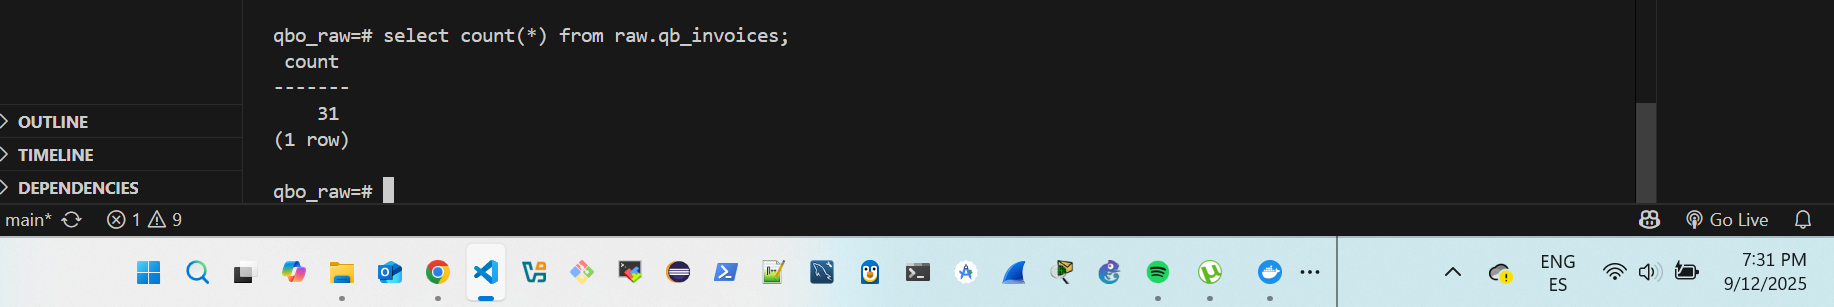 qbo_raw=# select count(*) from raw.qb_invoices;
count
-------
31
(1 row)
OUTLINE
TIMELINE
DEPENDENCIES
qbo_raw=#
main* 1 9
Go Live
ENG
ES
7:31 PM
9/12/2025